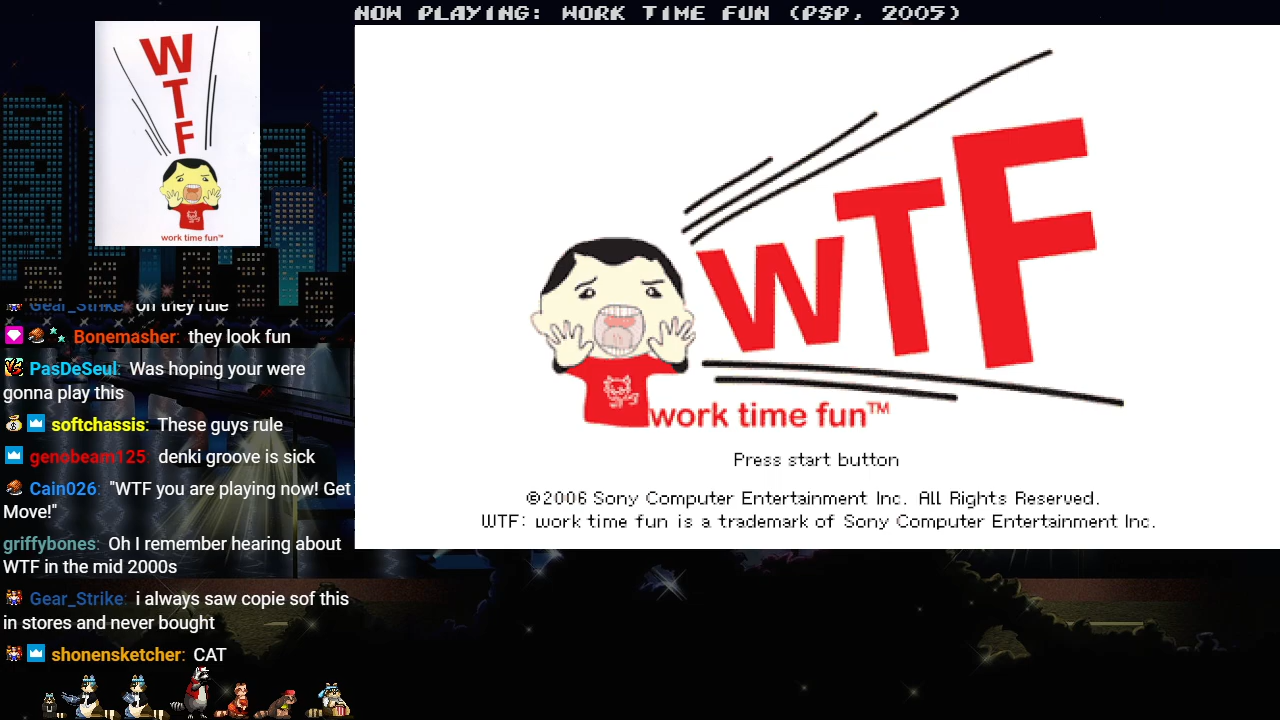 NOW PLAYING: WORK TIME FUN (PSP, 2005)
W
T
F
work time fun™
Gear_Strike: oh they rule
Bonemasher: they look fun
PasDeSeul: Was hoping your were
gonna play this
softchassis: These guys rule
genobeam125: denki groove is sick
Cain026: "WTF you are playing now! Get
Move!"
griffybones: Oh I remember hearing about
WTF in the mid 2000s
Gear_Strike: i always saw copie sof this
in stores and never bought
shonensketcher: CAT
WTF
work time fun™
Press start button
©2006 Sony Computer Entertainment Inc. All Rights Reserved.
WTF: work time fun is a trademark of Sony Computer Entertainment Inc.